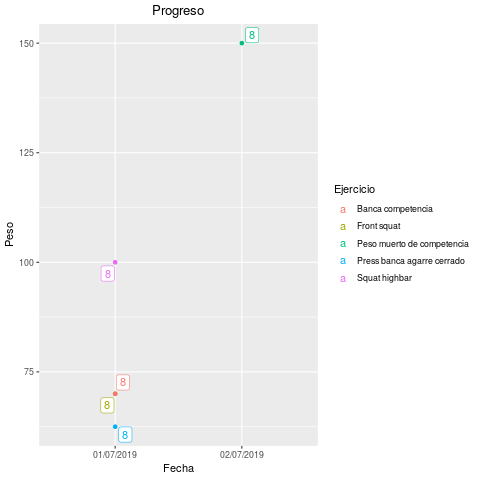 Progreso
150
8
125
100
8
75
8
8
8
01/07/2019
02/07/2019
Fecha
Peso
Ejercicio
a Banca competencia
a Front squat
a Peso muerto de competencia
a Press banca agarre cerrado
a Squat highbar